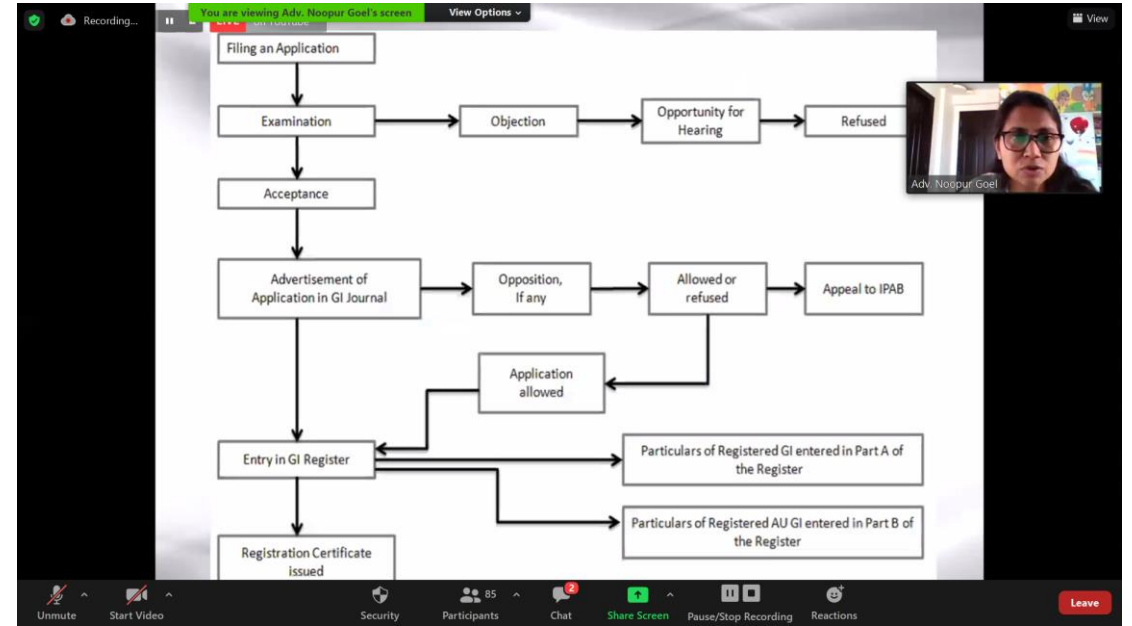 Recording...
You are viewing Adv. Noopur Goel's screen
View Options
View
LIVE on YouTube
Filing an Application
Examination
Objection
Opportunity for
Hearing
Refused
Adv. Noopur Goel
Acceptance
Advertisement of
Application in GI Journal
Opposition,
If any
Allowed or
refused
Appeal to IPAB
Application
allowed
Entry in GI Register
Particulars of Registered GI entered in Part A of
the Register
Particulars of Registered AU GI entered in Part B of
the Register
Registration Certificate
issued
Unmute
Start Video
Security
85
Participants
2
Chat
Share Screen
Pause/Stop Recording
Reactions
Leave